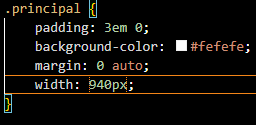 .principal {
    padding: 3em 0;
    background-color: #fefefe;
    margin: 0 auto;
    width: 940px;
}